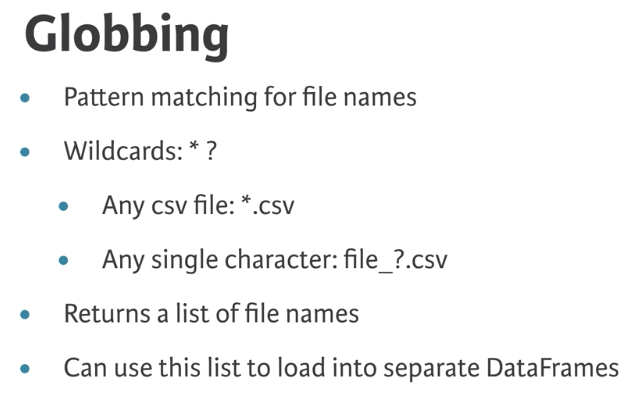 Globbing
• Pattern matching for file names
• Wildcards: * ?
• Any csv file: *.csv
• Any single character: file_?.csv
• Returns a list of file names
• Can use this list to load into separate DataFrames